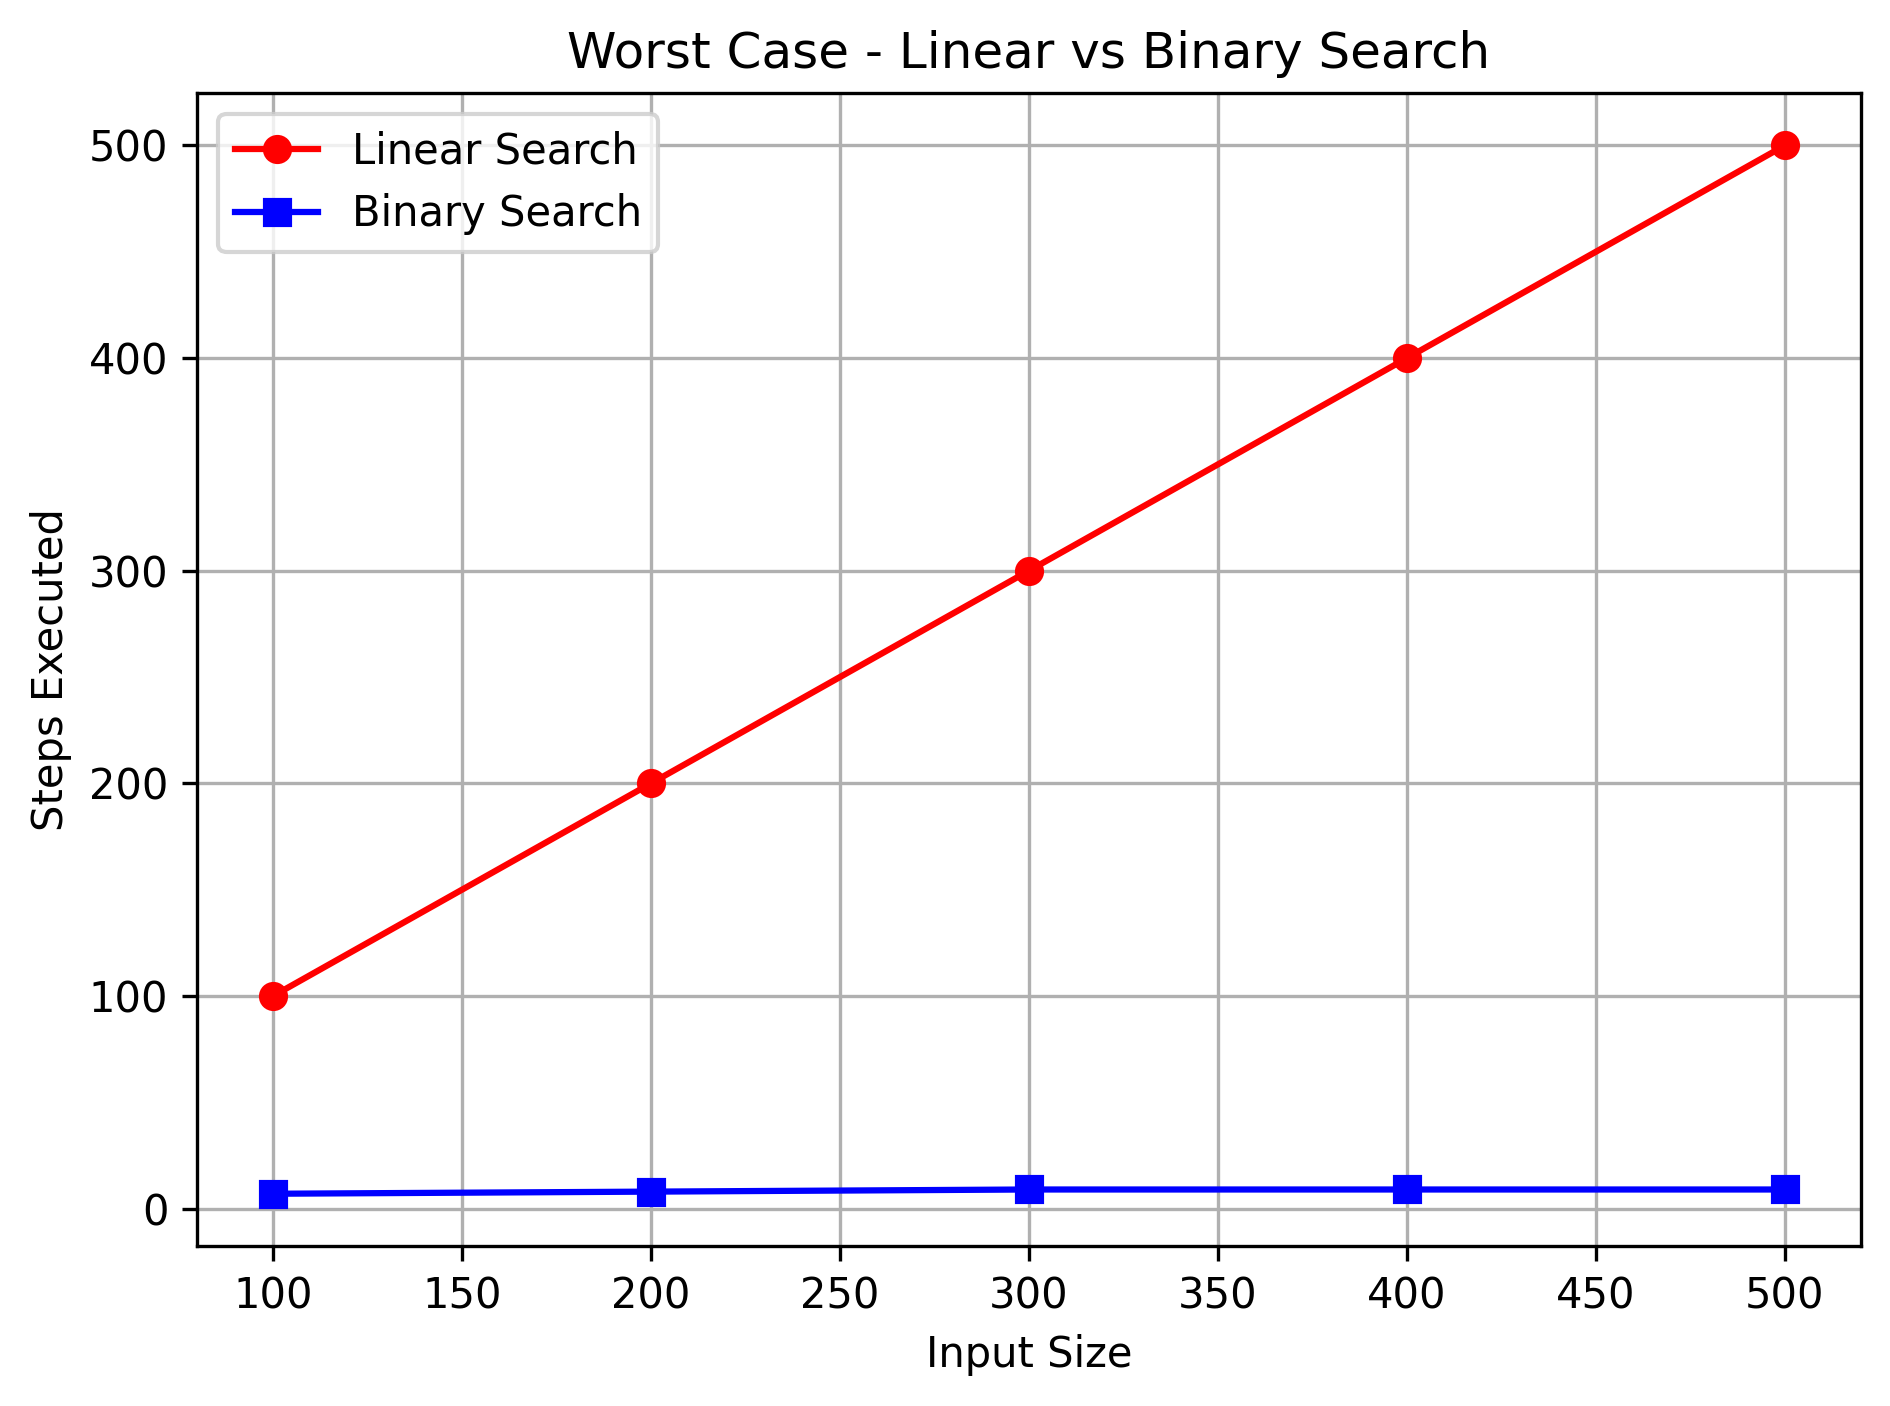 Worst Case - Linear vs Binary Search
Linear Search
Binary Search
Steps Executed
500
400
300
200
100
0
100 150 200 250 300 350 400 450 500
Input Size